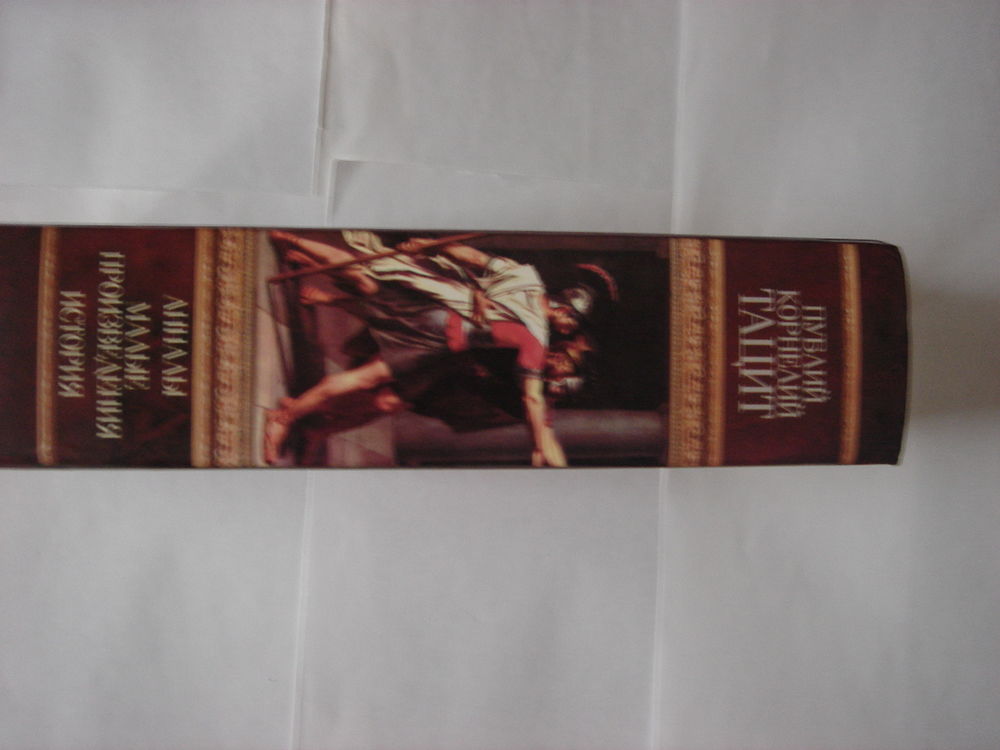 ПУБЛИЙ
КОРНЕЛИЙ
ТАЦИТ
АННАЛЫ
МАЛЫЕ
ПРОИЗВЕДЕНИЯ
ИСТОРИЯ